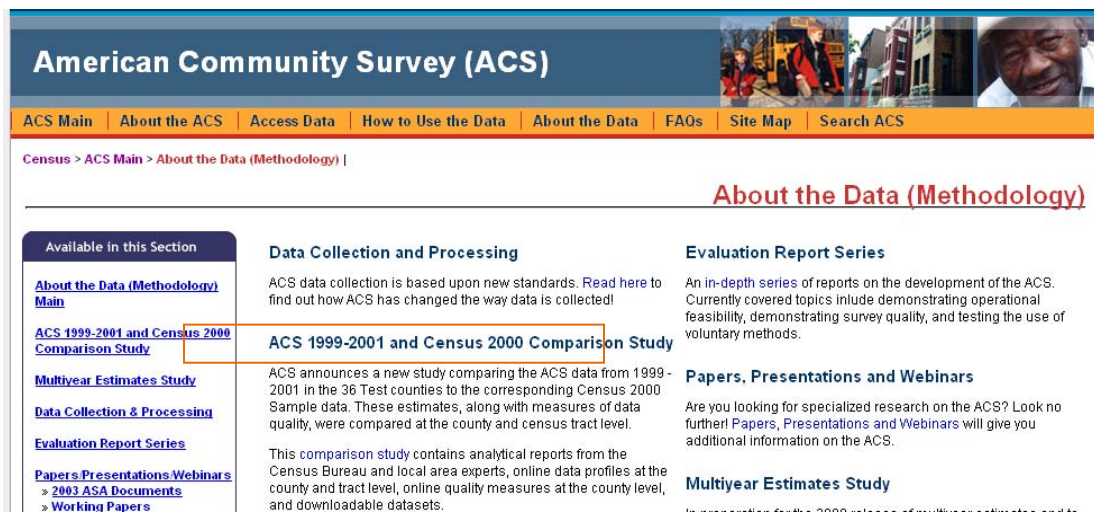 American Community Survey (ACS)
ACS Main | About the ACS | Access Data | How to Use the Data | About the Data | FAQs | Site Map | Search ACS
Census > ACS Main > About the Data (Methodology) |
About the Data (Methodology)
Available in this Section
About the Data (Methodology)
Main
ACS 1999-2001 and Census 2000
Comparison Study
Multiyear Estimates Study
Data Collection & Processing
Evaluation Report Series
Papers/Presentations/Webinars
» 2003 ASA Documents
» Working Papers
Data Collection and Processing
ACS data collection is based upon new standards. Read here to
find out how ACS has changed the way data is collected!
ACS 1999-2001 and Census 2000 Comparison Study
ACS announces a new study comparing the ACS data from 1999 -
2001 in the 36 Test counties to the corresponding Census 2000
Sample data. These estimates, along with measures of data
quality, were compared at the county and census tract level.
This comparison study contains analytical reports from the
Census Bureau and local area experts, online data profiles at the
county and tract level, online quality measures at the county level,
and downloadable datasets.
Evaluation Report Series
An in-depth series of reports on the development of the ACS.
Currently covered topics inlude demonstrating operational
feasibility, demonstrating survey quality, and testing the use of
voluntary methods.
Papers, Presentations and Webinars
Are you looking for specialized research on the ACS? Look no
further! Papers, Presentations and Webinars will give you
additional information on the ACS.
Multiyear Estimates Study